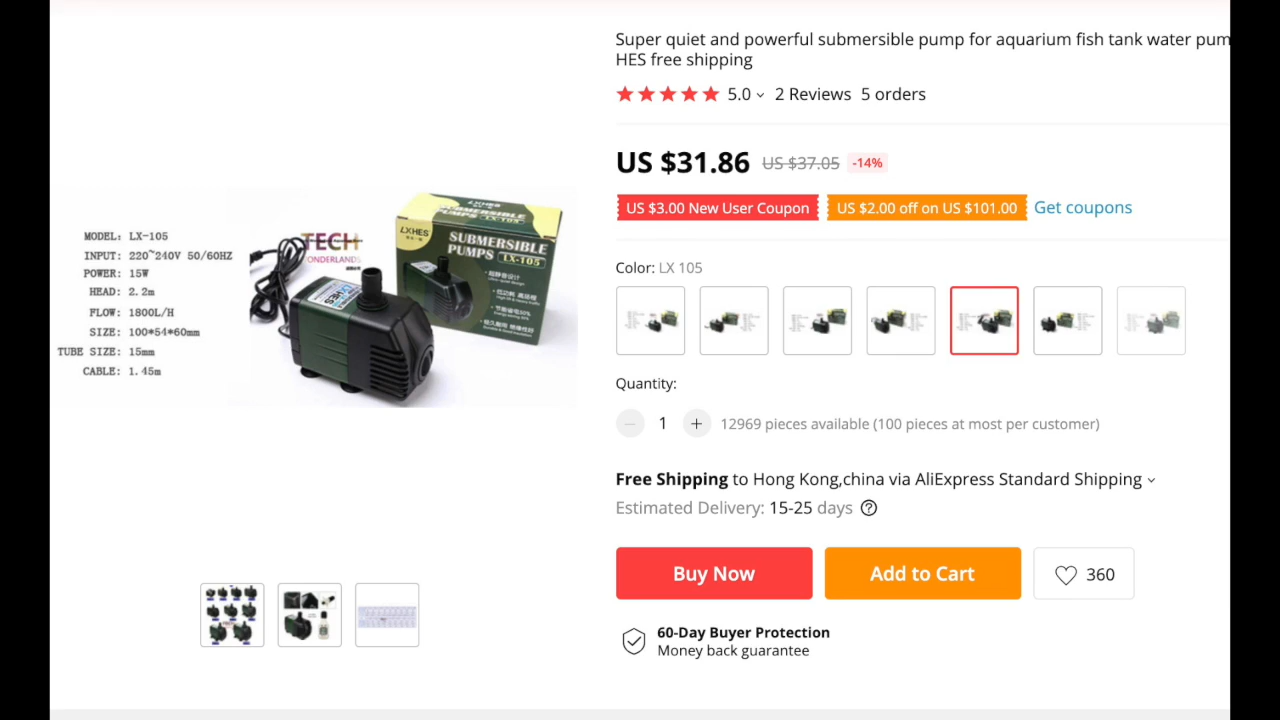 Super quiet and powerful submersible pump for aquarium fish tank water pum
HES free shipping
5.0 2 Reviews 5 orders
US $31.86 US $37.05 -14%
US $3.00 New User Coupon US $2.00 off on US $101.00 Get coupons
MODEL: LX-105
INPUT: 220~240V 50/60HZ
POWER: 15W
HEAD: 2.2m
FLOW: 1800L/H
SIZE: 100*54*60mm
TUBE SIZE: 15mm
CABLE: 1.45m
TECH
ONDERLANDS
SUBMERSIBLE
PUMPS LX-105
LXHES
SUBMERSIBLE
PUMPS LX-105
Color: LX 105
Quantity:
1 12969 pieces available (100 pieces at most per customer)
Free Shipping to Hong Kong,china via AliExpress Standard Shipping
Estimated Delivery: 15-25 days
Buy Now Add to Cart 360
60-Day Buyer Protection
Money back guarantee